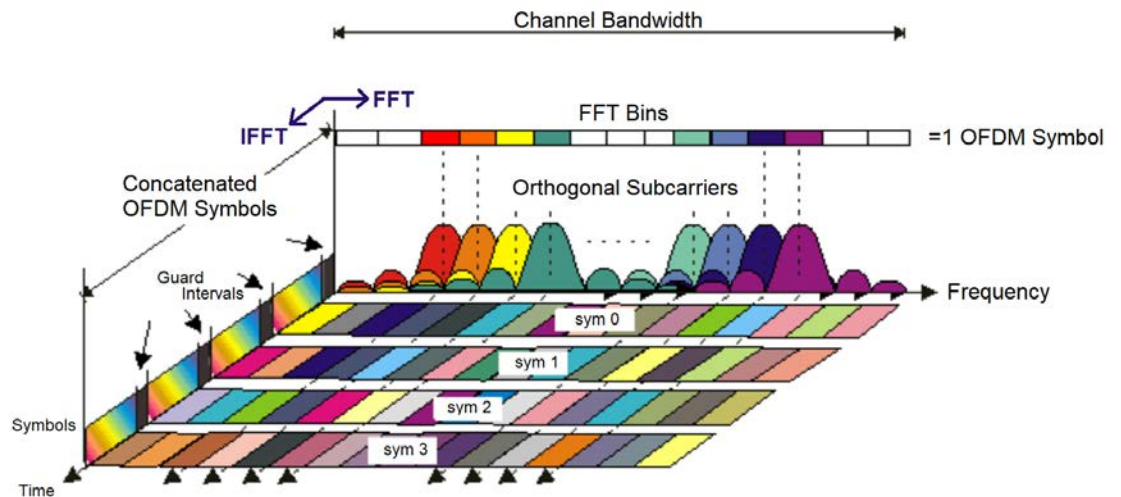 Channel Bandwidth
FFT
IFFT
FFT Bins
=1 OFDM Symbol
Concatenated
OFDM Symbols
Orthogonal Subcarriers
Guard
Intervals
Frequency
sym 0
sym 1
sym 2
sym 3
Symbols
Time